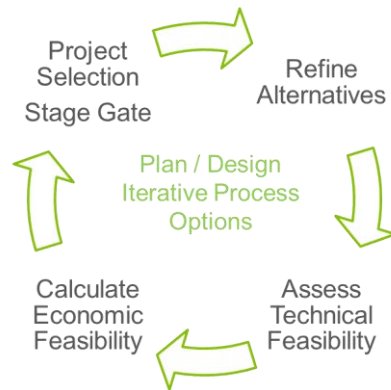 Project
Selection
Stage Gate
Refine
Alternatives
Plan / Design
Iterative Process
Options
Calculate
Economic
Feasibility
Assess
Technical
Feasibility